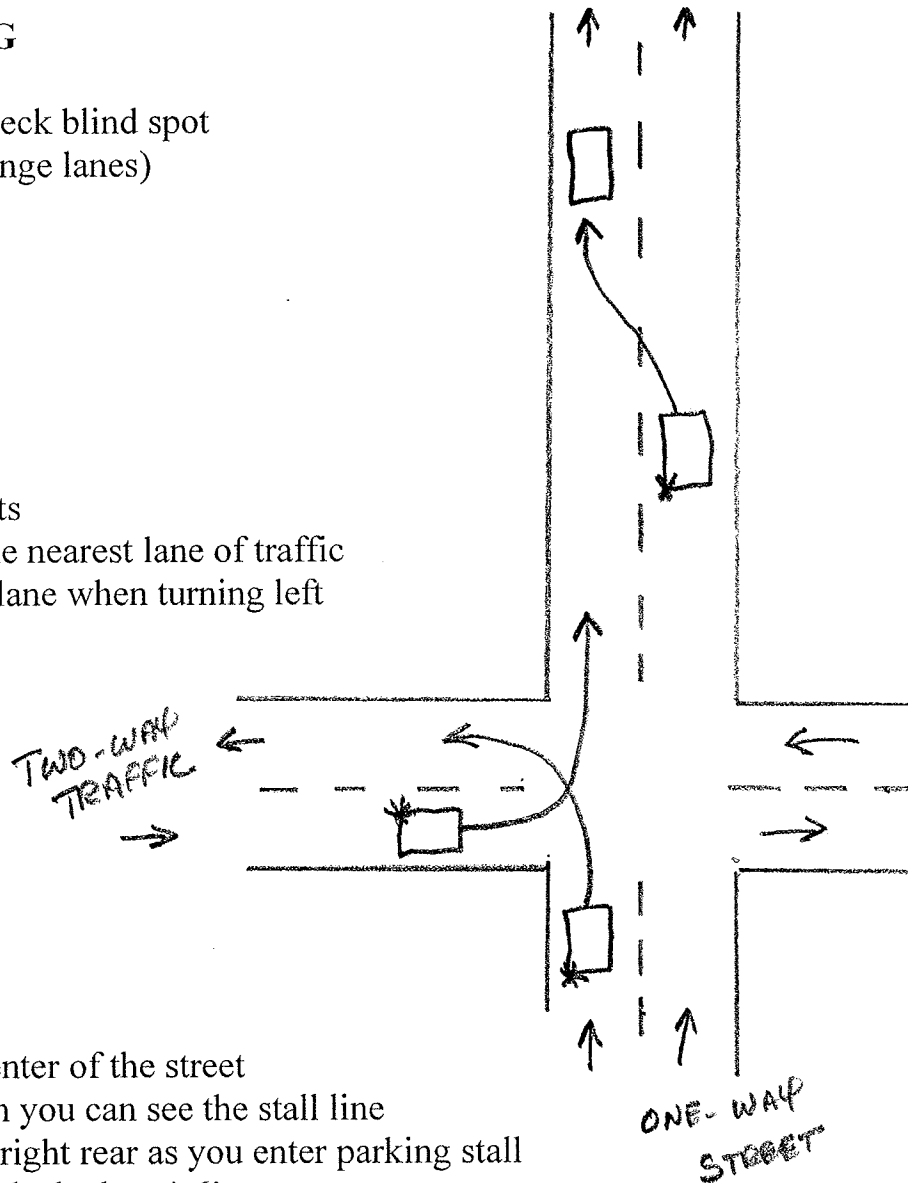 G
eck blind spot
nge lanes)
ts
e nearest lane of traffic
lane when turning left
TWO-WAY
TRAFFIC
enter of the street
n you can see the stall line
right rear as you enter parking stall
ONE-WAY
STREET